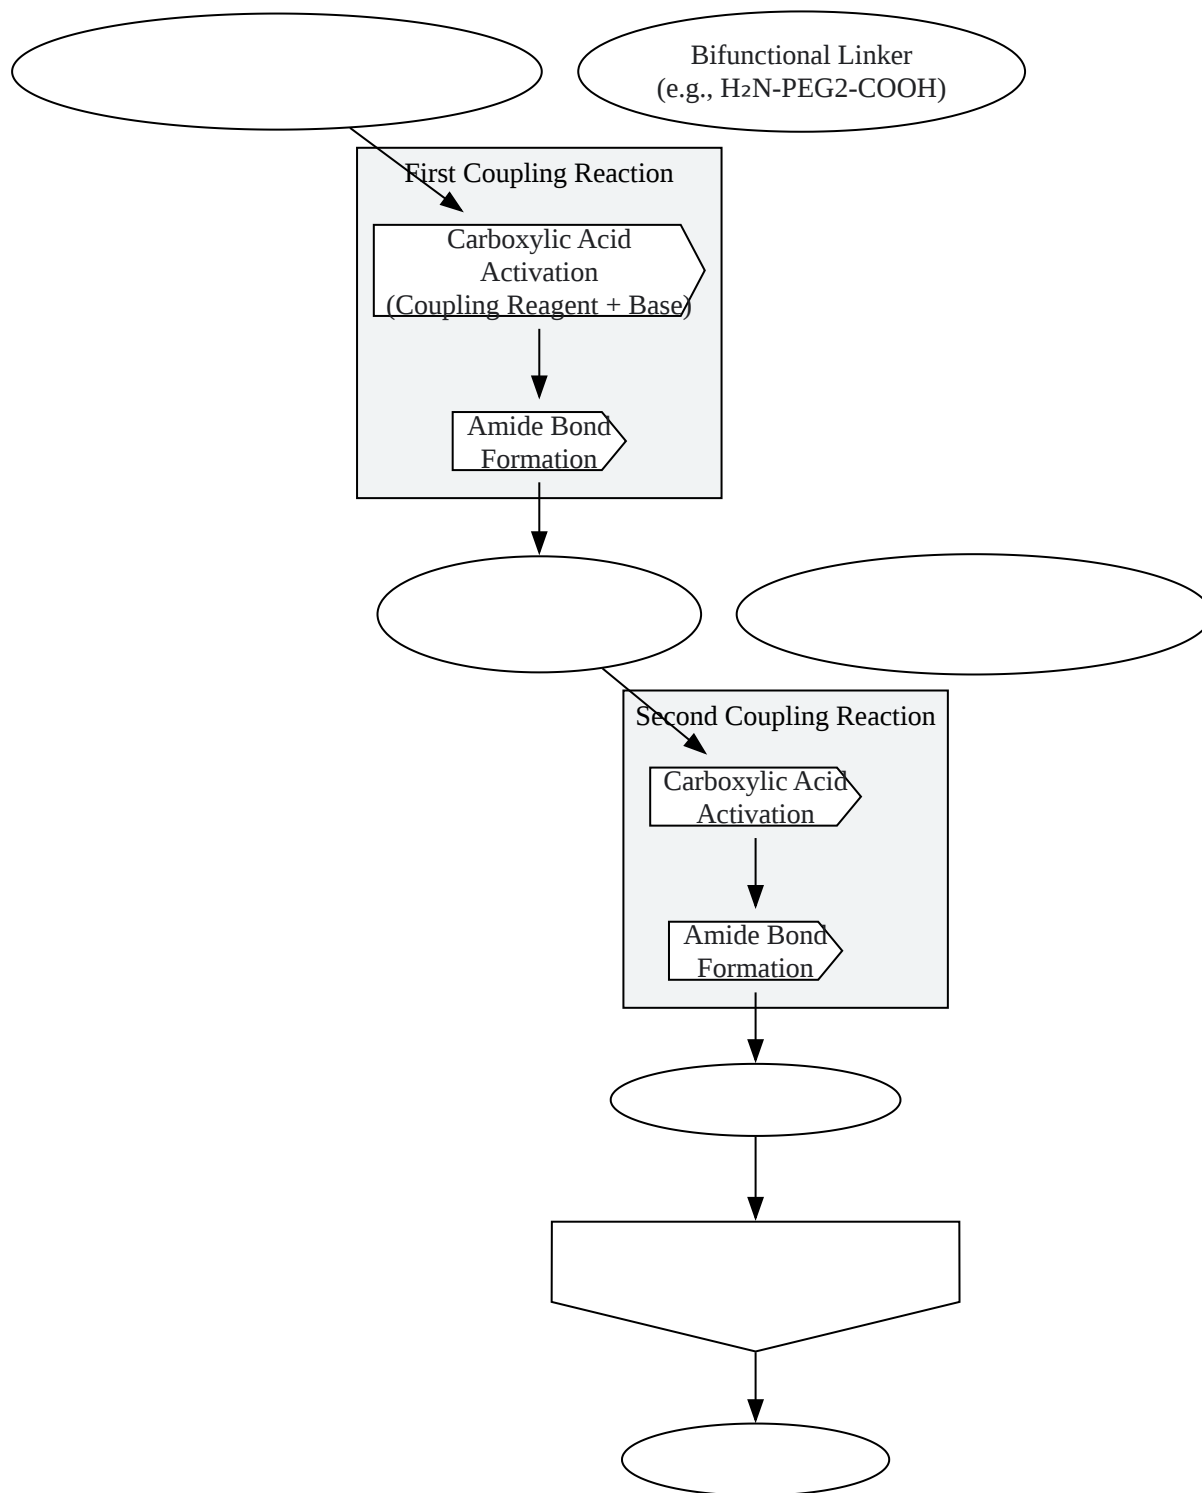 Bifunctional Linker
(e.g., H₂N-PEG2-COOH)
First Coupling Reaction
Carboxylic Acid
Activation
(Coupling Reagent + Base)
Amide Bond
Formation
Second Coupling Reaction
Carboxylic Acid
Activation
Amide Bond
Formation